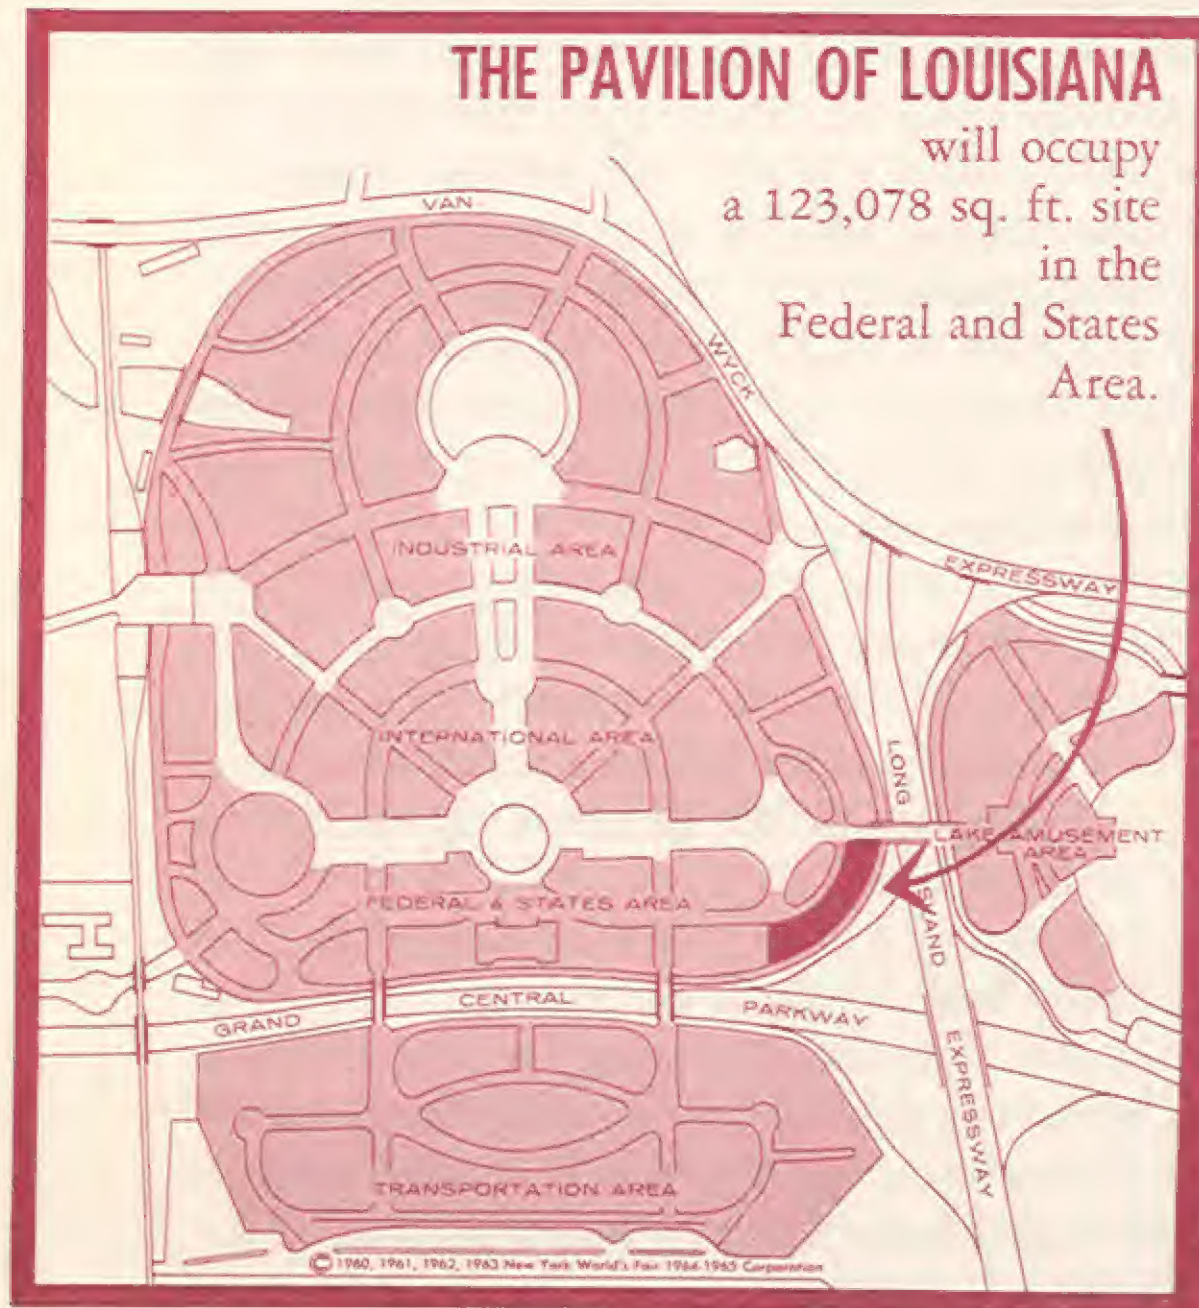 THE PAVILION OF LOUISIANA
will occupy
a 123,078 sq. ft. site
in the
Federal and States
Area.
VAN
WYCK
EXPRESSWAY
INDUSTRIAL AREA
INTERNATIONAL AREA
LONG
LAKE AMUSEMENT
AREA
FEDERAL & STATES AREA
ISLAND
CENTRAL
GRAND
PARKWAY
EXPRESSWAY
TRANSPORTATION AREA
© 1960, 1961, 1962, 1963 New York World's Fair 1964-1965 Corporation